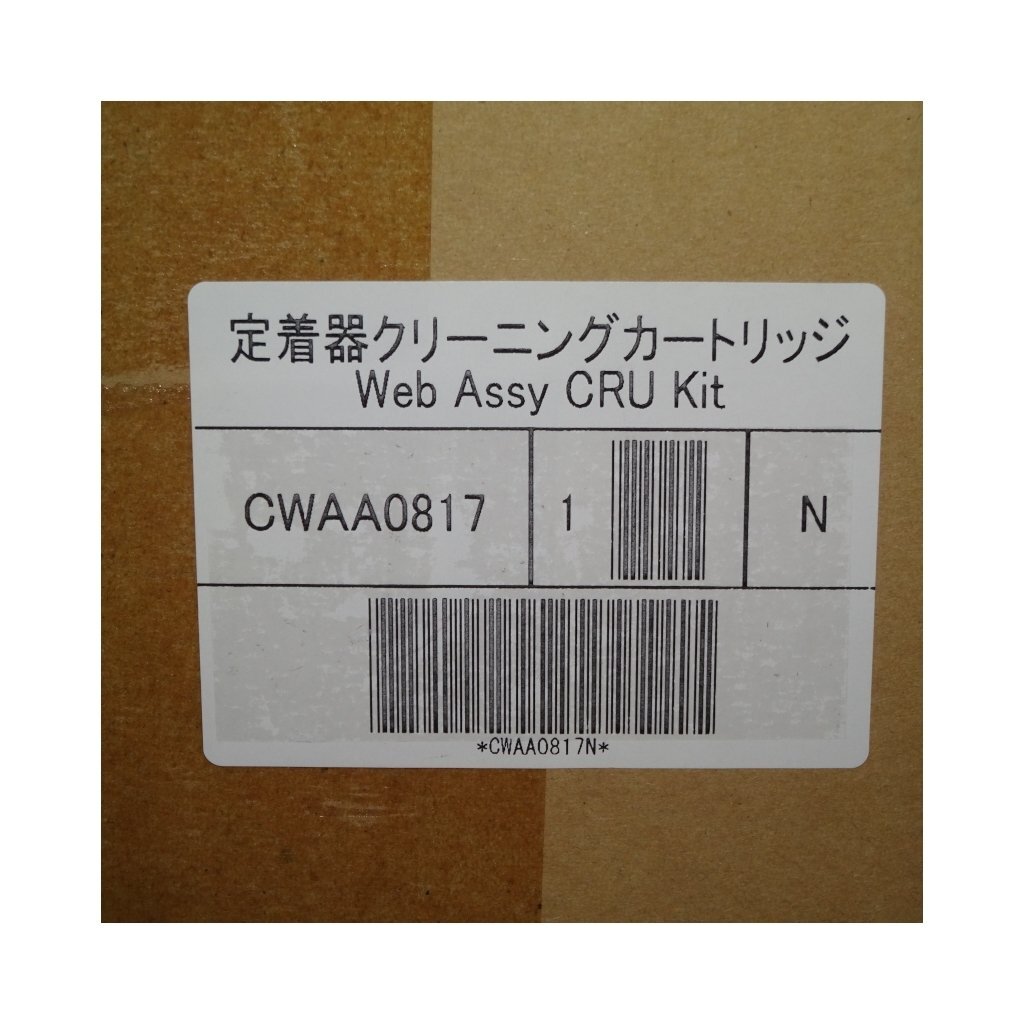 定着器クリーニングカートリッジ
Web Assy CRU Kit
CWAA0817 1 N
*CWAA0817N*